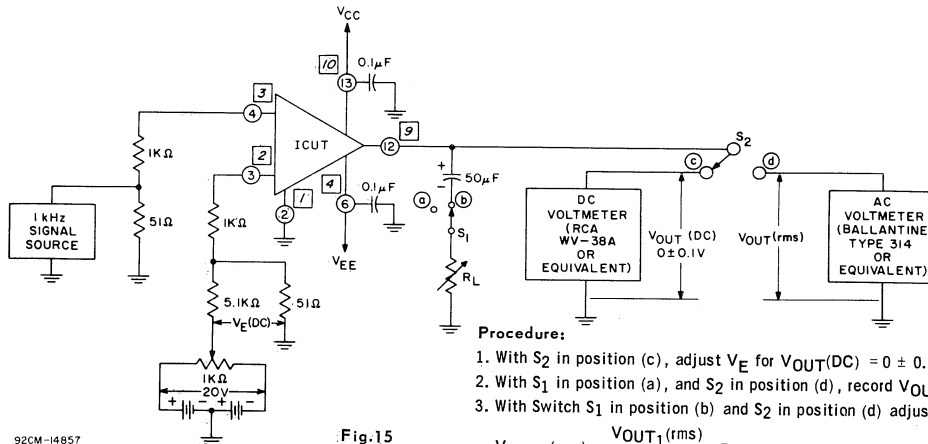 VCC
10
0.1μF
13
3
4
ICUT
9
12
2
3
4
0.1μF
1
2
6
VEE
1KΩ
51Ω
1 kHz
SIGNAL
SOURCE
1KΩ
5.1KΩ
51Ω
VE(DC)
1KΩ
20V
+ - + -
+
-
50μF
a
b
S1
RL
S2
c
d
DC
VOLTMETER
(RCA
WV-38A
OR
EQUIVALENT)
VOUT (DC)
0±0.1V
VOUT(rms)
AC
VOLTMETER
(BALLANTINE
TYPE 314
OR
EQUIVALENT)
Procedure:
1. With S2 in position (c), adjust VE for VOUT(DC) = 0 ± 0.
2. With S1 in position (a), and S2 in position (d), record VOU
3. With Switch S1 in position (b) and S2 in position (d) adjus
VOUT1(rms)
92CM-14857
Fig.15